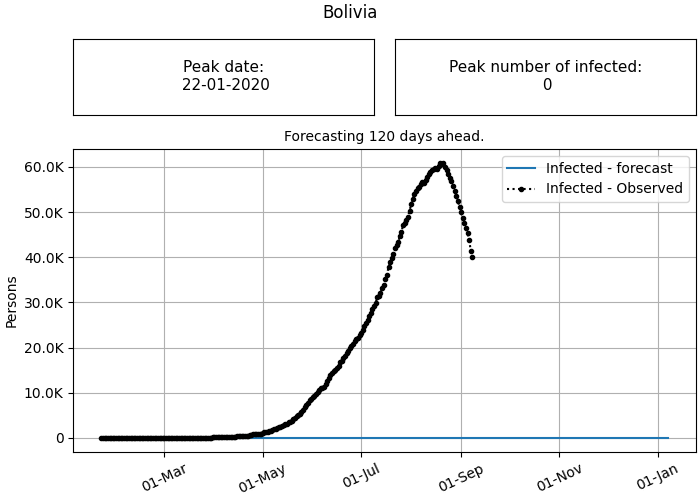 Bolivia
Peak date:
22-01-2020
Peak number of infected:
0
Forecasting 120 days ahead.
Infected - forecast
Infected - Observed
60.0K
50.0K
40.0K
30.0K
20.0K
10.0K
0
Persons
01-Mar
01-May
01-Jul
01-Sep
01-Nov
01-Jan